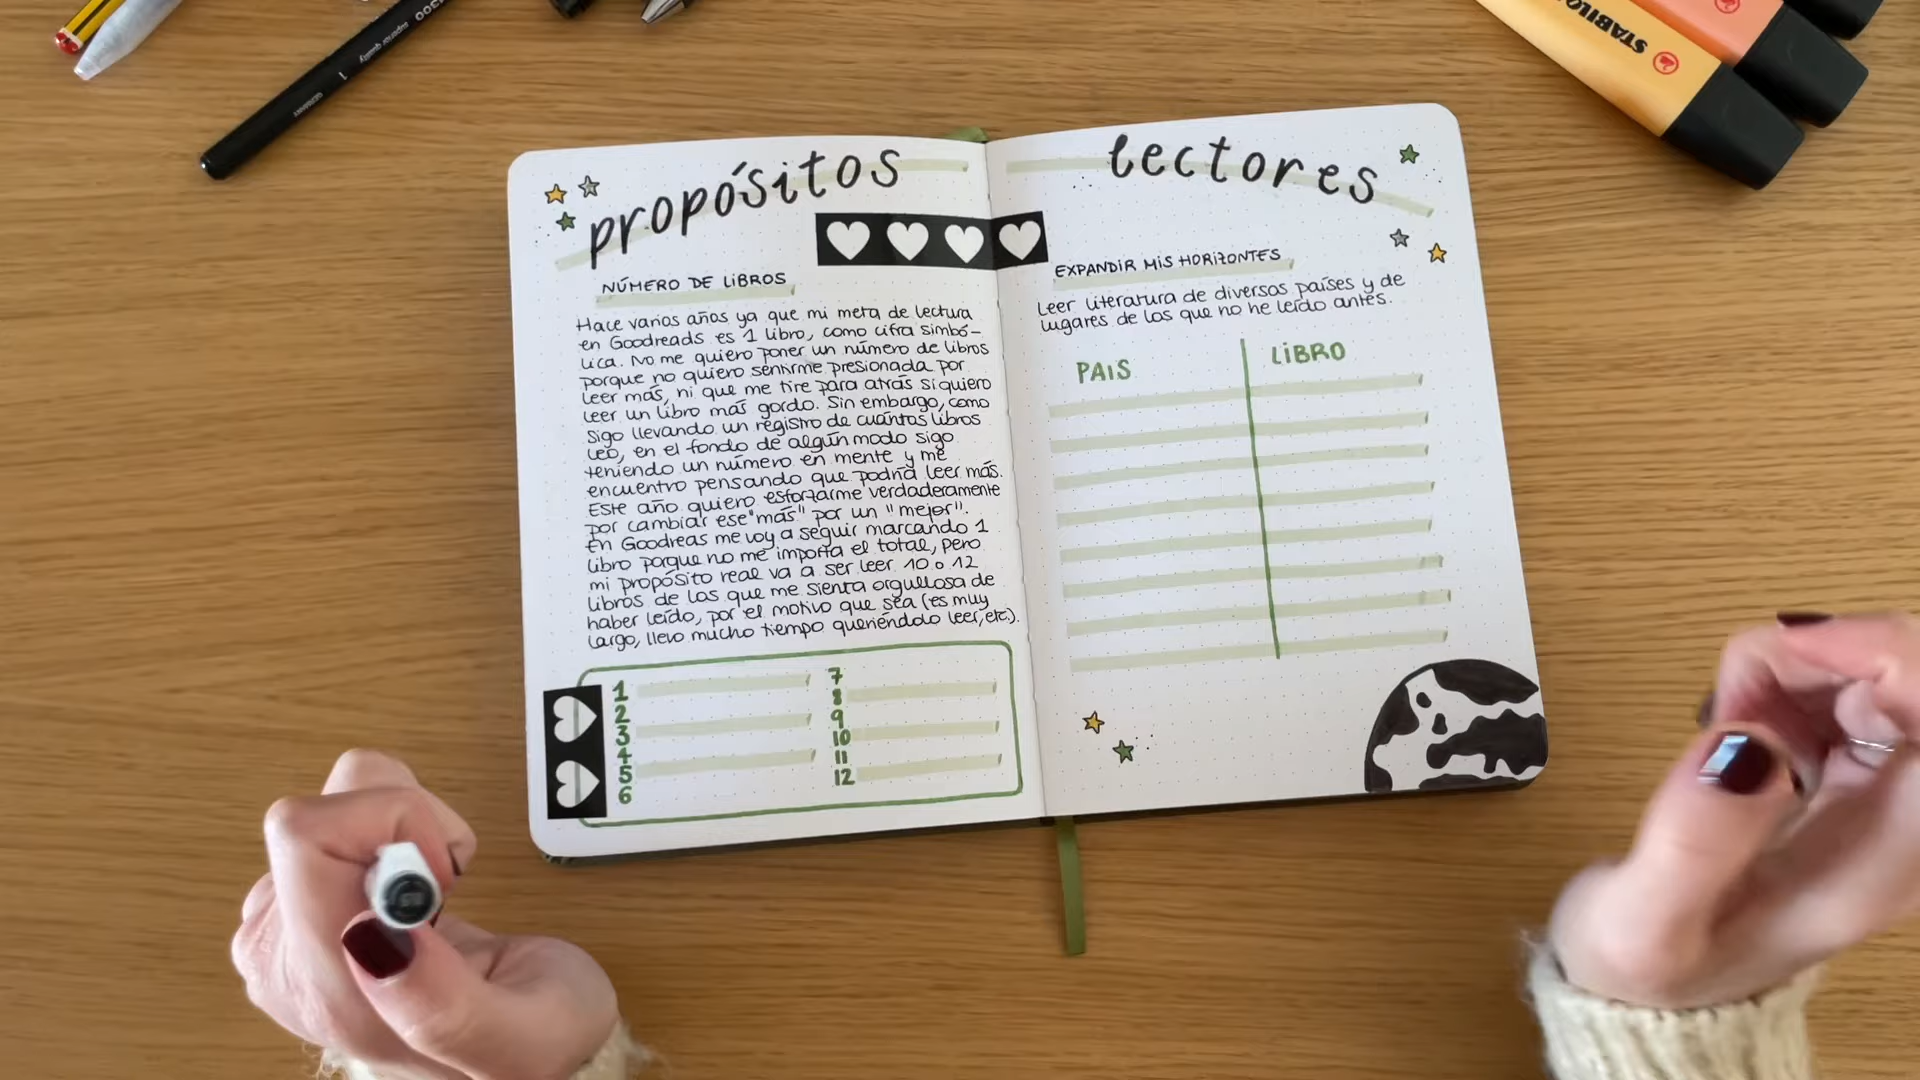 propósitos
NÚMERO DE LIBROS
Hace varios años ya que mi meta de lectura
en Goodreads es 1 libro, como cifra simbó-
lica. No me quiero poner un número de libros
porque no quiero sentirme presionada por
leer más, ni que me tire para atrás si quiero
leer un libro más gordo. Sin embargo, como
sigo llevando un registro de cuántos libros
leo, en el fondo de algún modo sigo
teniendo un número en mente y me
encuentro pensando que podría leer más.
Este año quiero esforzarme verdaderamente
por cambiar ese "más" por un "mejor".
En Goodreas me voy a seguir marcando 1
libro porque no me importa el total, pero
mi propósito real va a ser leer 10 o 12
libros de los que me sienta orgullosa de
haber leído, por el motivo que sea (es muy
largo, llevo mucho tiempo queriéndolo leer, etc.).
1
2
3
4
5
6
7
8
9
10
11
12
lectores
EXPANDIR MIS HORIZONTES
Leer literatura de diversos países y de
lugares de los que no he leído antes.
PAIS LIBRO
STABILO
superior quality
GERMANY